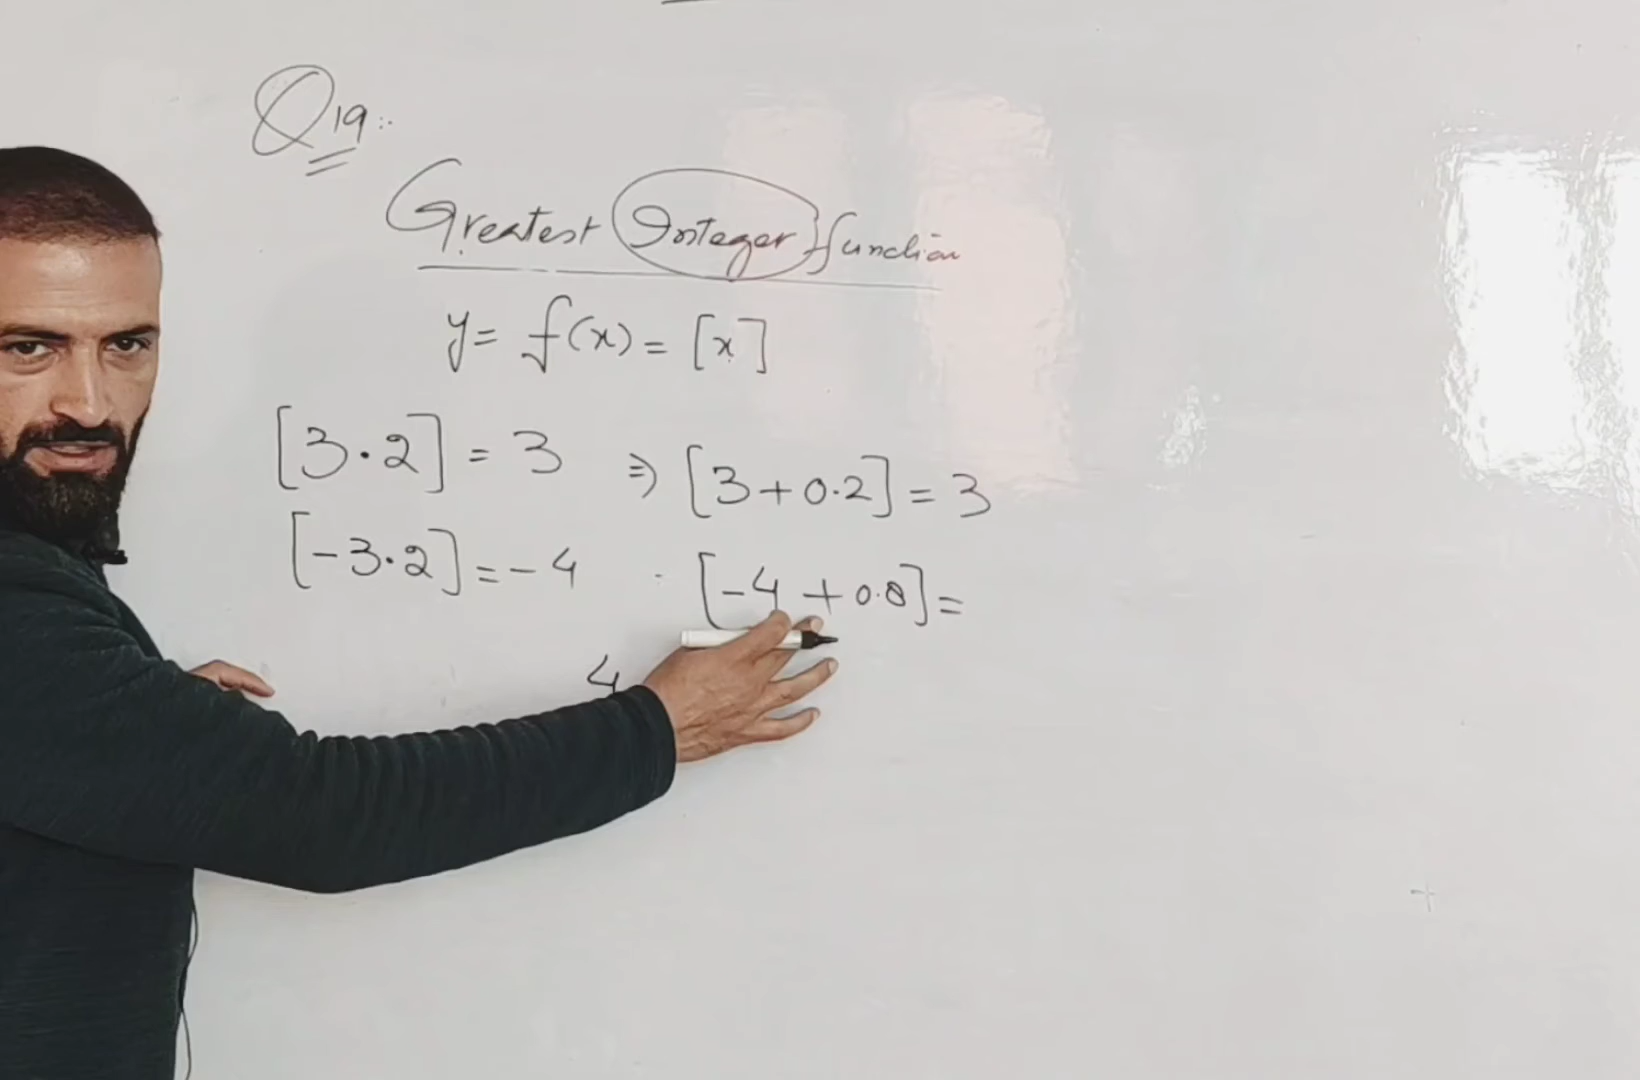 Q19:
Greatest Integer function
y = f(x) = [x]
[3.2] = 3 ⇒ [3+0.2] = 3
[-3.2] = -4 [-4+0.8] =
4